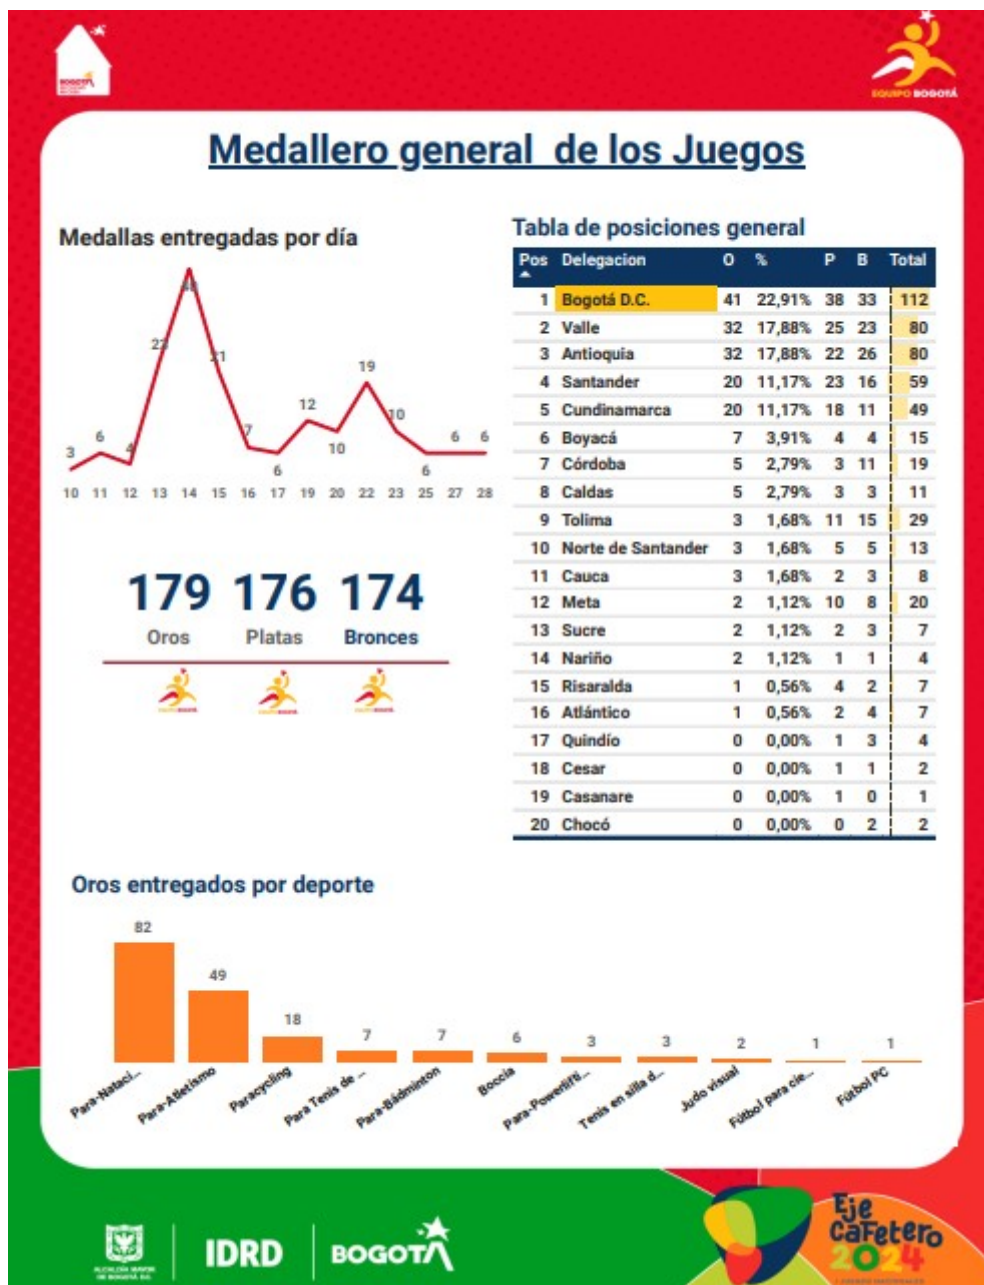 BOGOTÁ
EQUIPO BOGOTÁ
Medallero general de los Juegos
Medallas entregadas por día
3
6
4
21
7
6
12
10
19
10
6
6
6
10 11 12 13 14 15 16 17 19 20 22 23 25 27 28
179 176 174
Oros Platas Bronces
Tabla de posiciones general
Pos Delegacion O % P B Total
1 Bogotá D.C. 41 22,91% 38 33 112
2 Valle 32 17,88% 25 23 80
3 Antioquia 32 17,88% 22 26 80
4 Santander 20 11,17% 23 16 59
5 Cundinamarca 20 11,17% 18 11 49
6 Boyacá 7 3,91% 4 4 15
7 Córdoba 5 2,79% 3 11 19
8 Caldas 5 2,79% 3 3 11
9 Tolima 3 1,68% 11 15 29
10 Norte de Santander 3 1,68% 5 5 13
11 Cauca 3 1,68% 2 3 8
12 Meta 2 1,12% 10 8 20
13 Sucre 2 1,12% 2 3 7
14 Nariño 2 1,12% 1 1 4
15 Risaralda 1 0,56% 4 2 7
16 Atlántico 1 0,56% 2 4 7
17 Quindío 0 0,00% 1 3 4
18 Cesar 0 0,00% 1 1 2
19 Casanare 0 0,00% 1 0 1
20 Chocó 0 0,00% 0 2 2
Oros entregados por deporte
82 49 18 7 7 6 3 3 2 1 1
Para-Nataci... Para-Atletismo Paracycling Para Tenis de ... Para-Bádminton Boccia Para-Powerlifti... Tenis en silla d... Judo visual Fútbol para cie... Fútbol PC
ALCALDÍA MAYOR
DE BOGOTÁ D.C.
IDRD
BOGOTÁ
Eje
Cafetero
2024